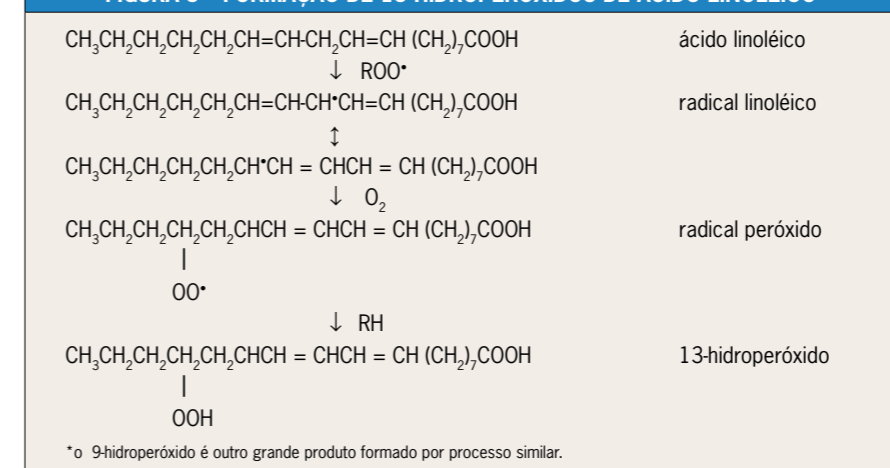 CH₃CH₂CH₂CH₂CH₂CH=CH-CH₂CH=CH (CH₂)₇COOH ácido linoléico
↓ ROO•
CH₃CH₂CH₂CH₂CH₂CH=CH-CH•CH=CH (CH₂)₇COOH radical linoléico
↕
CH₃CH₂CH₂CH₂CH₂CH•CH = CHCH = CH (CH₂)₇COOH
↓ O₂
CH₃CH₂CH₂CH₂CH₂CHCH = CHCH = CH (CH₂)₇COOH radical peróxido
|
OO•
↓ RH
CH₃CH₂CH₂CH₂CH₂CHCH = CHCH = CH (CH₂)₇COOH 13-hidroperóxido
|
OOH
*o 9-hidroperóxido é outro grande produto formado por processo similar.